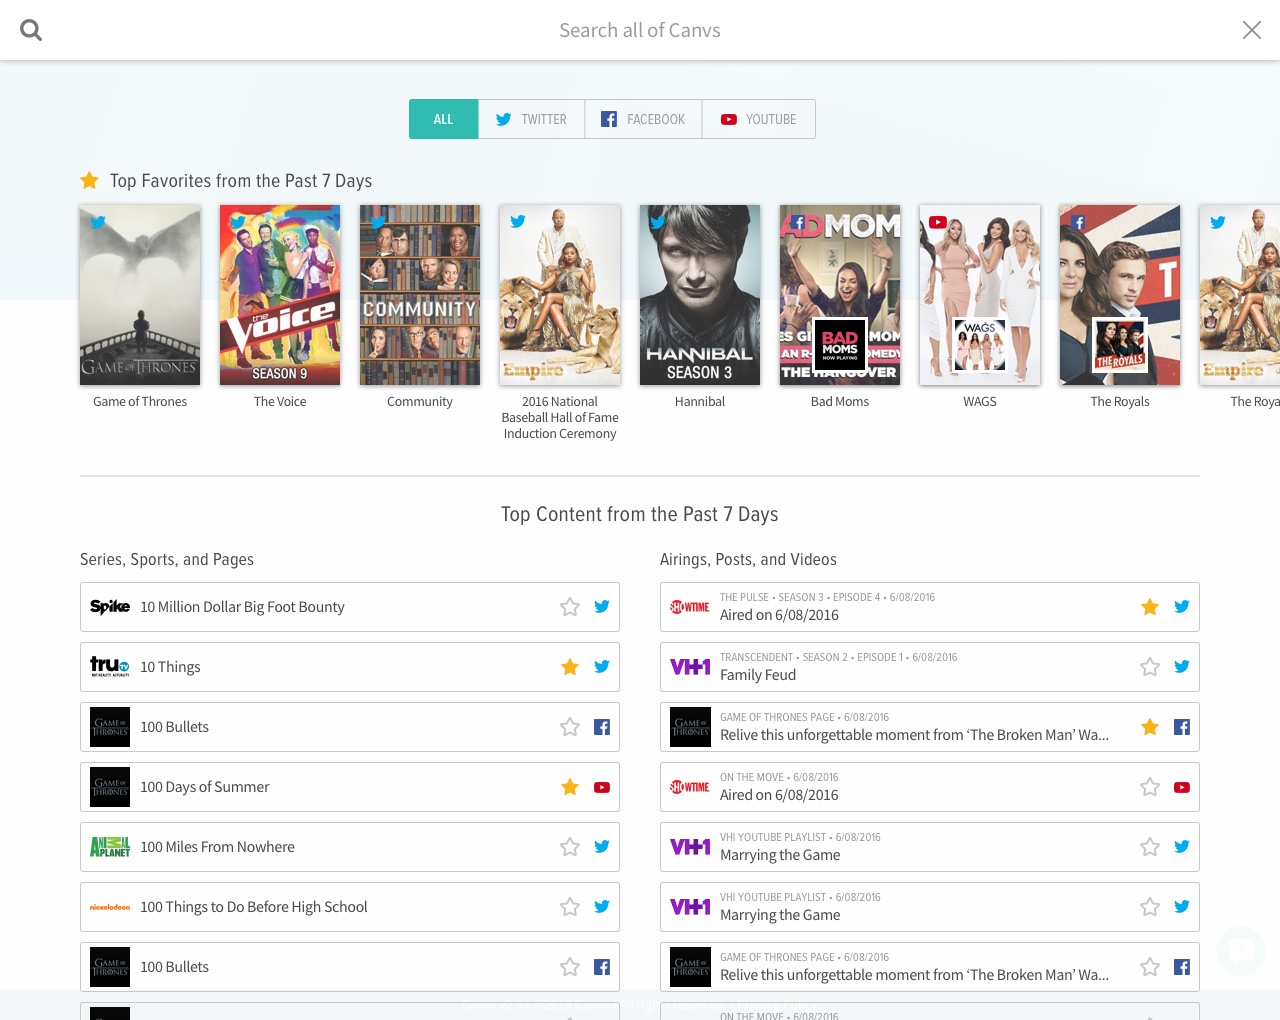 Search all of Canvs
ALL
TWITTER
FACEBOOK
YOUTUBE
Top Favorites from the Past 7 Days
GAME OF THRONES
the Voice
SEASON 9
COMMUNITY
Empire
HANNIBAL
SEASON 3
AD MOM
BAD MOMS
NOW PLAYING
THE HANGOVER
WAGS
T
THE ROYALS
Empire
Game of Thrones
The Voice
Community
2016 National
Baseball Hall of Fame
Induction Ceremony
Hannibal
Bad Moms
WAGS
The Royals
The Roya
Top Content from the Past 7 Days
Series, Sports, and Pages
Spike
10 Million Dollar Big Foot Bounty
tru tv
10 Things
GAME OF THRONES
100 Bullets
GAME OF THRONES
100 Days of Summer
ANIMAL PLANET
100 Miles From Nowhere
nickelodeon
100 Things to Do Before High School
GAME OF THRONES
100 Bullets
Airings, Posts, and Videos
SHOWTIME
THE PULSE • SEASON 3 • EPISODE 4 • 6/08/2016
Aired on 6/08/2016
VH1
TRANSCENDENT • SEASON 2 • EPISODE 1 • 6/08/2016
Family Feud
GAME OF THRONES
GAME OF THRONES PAGE • 6/08/2016
Relive this unforgettable moment from ‘The Broken Man’ Wa...
SHOWTIME
ON THE MOVE • 6/08/2016
Aired on 6/08/2016
VH1
VHI YOUTUBE PLAYLIST • 6/08/2016
Marrying the Game
VH1
VHI YOUTUBE PLAYLIST • 6/08/2016
Marrying the Game
GAME OF THRONES
GAME OF THRONES PAGE • 6/08/2016
Relive this unforgettable moment from ‘The Broken Man’ Wa...
ON THE MOVE • 6/08/2016